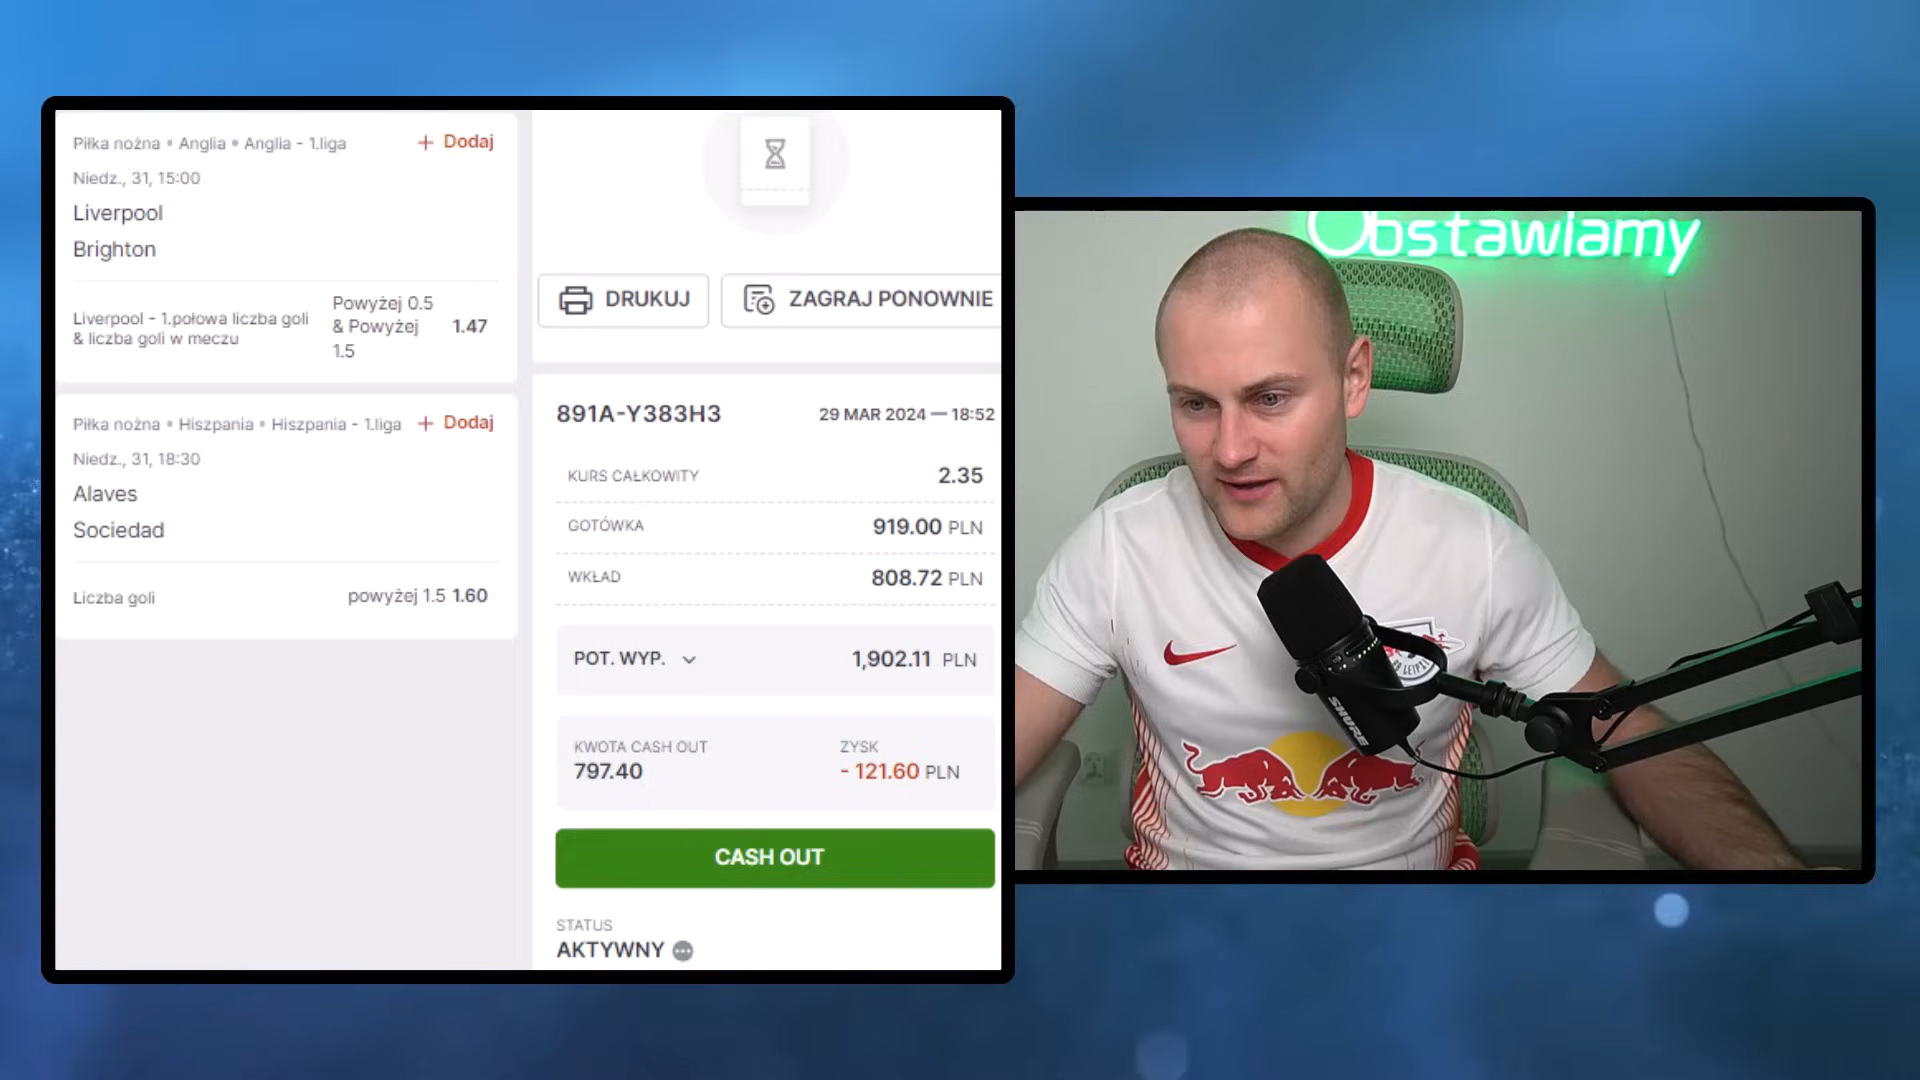 Piłka nożna • Anglia • Anglia - 1.liga
+ Dodaj
Niedz., 31, 15:00
Liverpool
Brighton
Liverpool - 1.połowa liczba goli
& liczba goli w meczu
Powyżej 0.5
& Powyżej
1.5
1.47
Piłka nożna • Hiszpania • Hiszpania - 1.liga
+ Dodaj
Niedz., 31, 18:30
Alaves
Sociedad
Liczba goli
powyżej 1.5 1.60
DRUKUJ
ZAGRAJ PONOWNIE
891A-Y383H3
29 MAR 2024 — 18:52
KURS CAŁKOWITY
2.35
GOTÓWKA
919.00 PLN
WKŁAD
808.72 PLN
POT. WYP.
1,902.11 PLN
KWOTA CASH OUT
797.40
ZYSK
- 121.60 PLN
CASH OUT
STATUS
AKTYWNY
Obstawiamy
SHURE
LEIPZIG